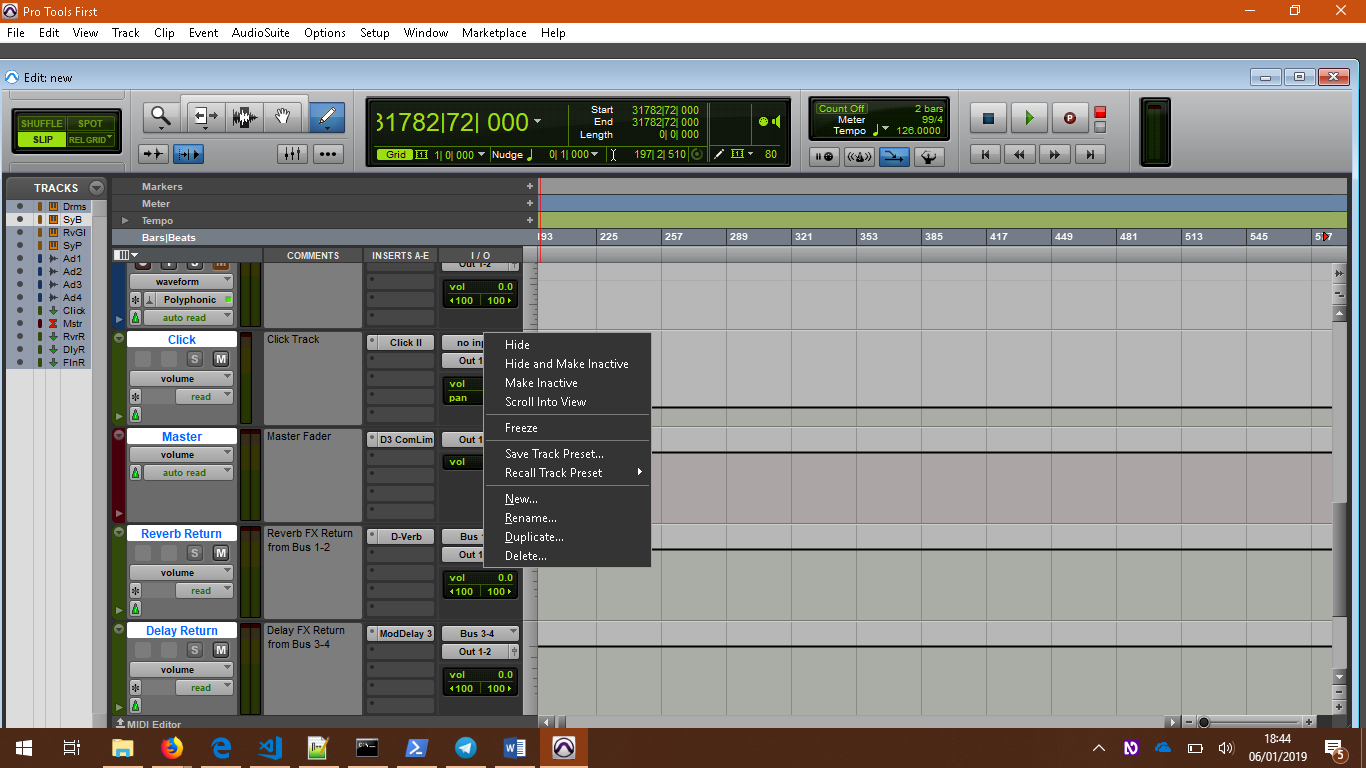 Pro Tools First
File Edit View Track Clip Event AudioSuite Options Setup Window Marketplace Help
Edit: new
SHUFFLE SPOT
SLIP REL GRID
31782|72| 000
Start 31782|72| 000
End 31782|72| 000
Length 0| 0| 000
Grid 1| 0| 000 Nudge 0| 1| 000 197| 2| 510 80
Count Off 2 bars
Meter 99/4
Tempo 126.0000
TRACKS
Drms
SyB
RvGl
SyP
Ad1
Ad2
Ad3
Ad4
Click
Mstr
RvrR
DlyR
FlnR
Markers
Meter
Tempo
Bars|Beats 193 225 257 289 321 353 385 417 449 481 513 545
COMMENTS INSERTS A-E I / O
Out 1-2
waveform
Polyphonic
auto read
vol 0.0
100 100
Click
S M
volume
read
Click Track
Click II
no inp
Out 1
vol
pan
Master
volume
auto read
Master Fader
D3 ComLim
Out 1
vol
Reverb Return
S M
volume
read
Reverb FX Return
from Bus 1-2
D-Verb
Bus
Out 1
vol 0.0
100 100
Delay Return
S M
volume
read
Delay FX Return
from Bus 3-4
ModDelay 3
Bus 3-4
Out 1-2
vol 0.0
100 100
Hide
Hide and Make Inactive
Make Inactive
Scroll Into View
Freeze
Save Track Preset...
Recall Track Preset
New...
Rename...
Duplicate...
Delete...
MIDI Editor
18:44
06/01/2019
5